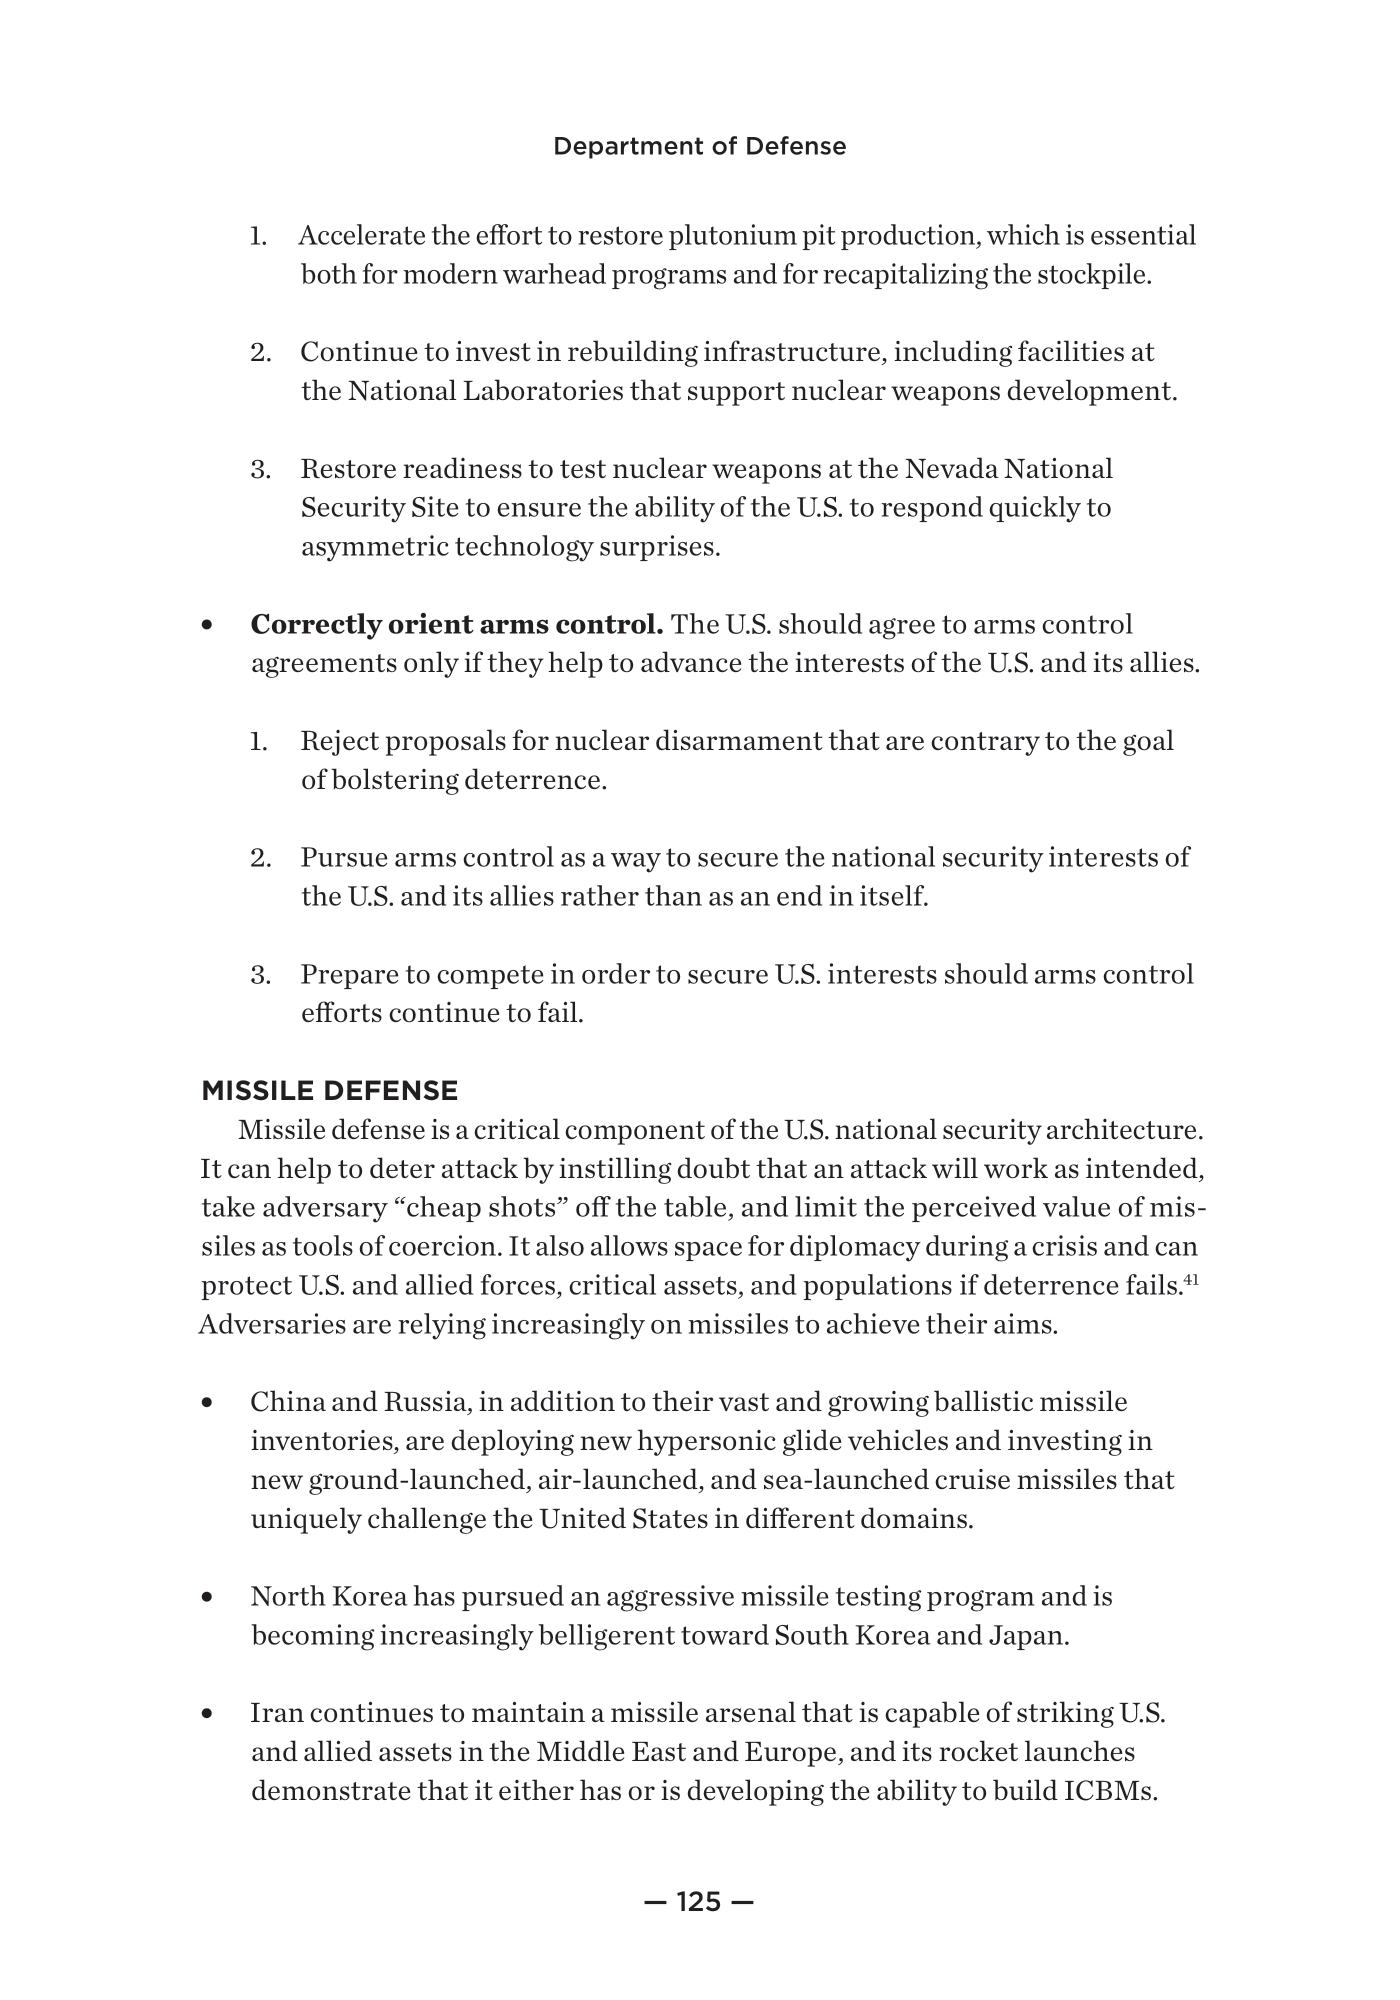 Department of Defense
1. Accelerate the effort to restore plutonium pit production, which is essential
both for modern warhead programs and for recapitalizing the stockpile.
2. Continue to invest in rebuilding infrastructure, including facilities at
the National Laboratories that support nuclear weapons development.
3. Restore readiness to test nuclear weapons at the Nevada National
Security Site to ensure the ability of the U.S. to respond quickly to
asymmetric technology surprises.
• Correctly orient arms control. The U.S. should agree to arms control
agreements only if they help to advance the interests of the U.S. and its allies.
1. Reject proposals for nuclear disarmament that are contrary to the goal
of bolstering deterrence.
2. Pursue arms control as a way to secure the national security interests of
the U.S. and its allies rather than as an end in itself.
3. Prepare to compete in order to secure U.S. interests should arms control
efforts continue to fail.
MISSILE DEFENSE
Missile defense is a critical component of the U.S. national security architecture.
It can help to deter attack by instilling doubt that an attack will work as intended,
take adversary “cheap shots” off the table, and limit the perceived value of mis-
siles as tools of coercion. It also allows space for diplomacy during a crisis and can
protect U.S. and allied forces, critical assets, and populations if deterrence fails.⁴¹
Adversaries are relying increasingly on missiles to achieve their aims.
• China and Russia, in addition to their vast and growing ballistic missile
inventories, are deploying new hypersonic glide vehicles and investing in
new ground-launched, air-launched, and sea-launched cruise missiles that
uniquely challenge the United States in different domains.
• North Korea has pursued an aggressive missile testing program and is
becoming increasingly belligerent toward South Korea and Japan.
• Iran continues to maintain a missile arsenal that is capable of striking U.S.
and allied assets in the Middle East and Europe, and its rocket launches
demonstrate that it either has or is developing the ability to build ICBMs.
— 125 —